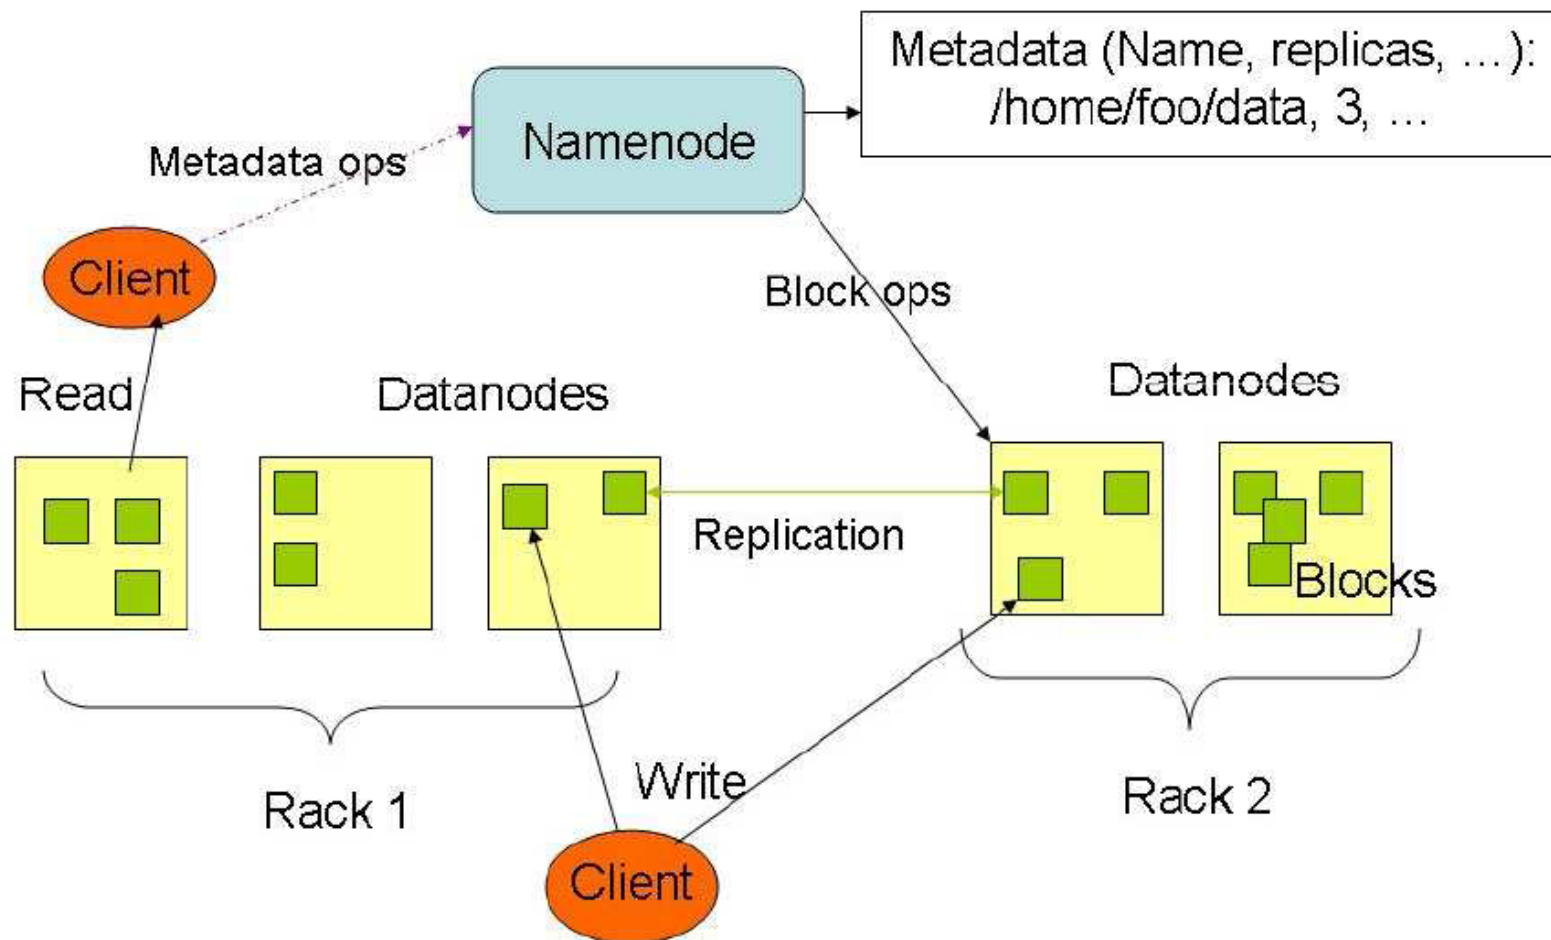 Metadata (Name, replicas, …):
/home/foo/data, 3, …
Namenode
Metadata ops
Client
Block ops
Read
Datanodes
Datanodes
Replication
Blocks
Rack 1
Write
Rack 2
Client